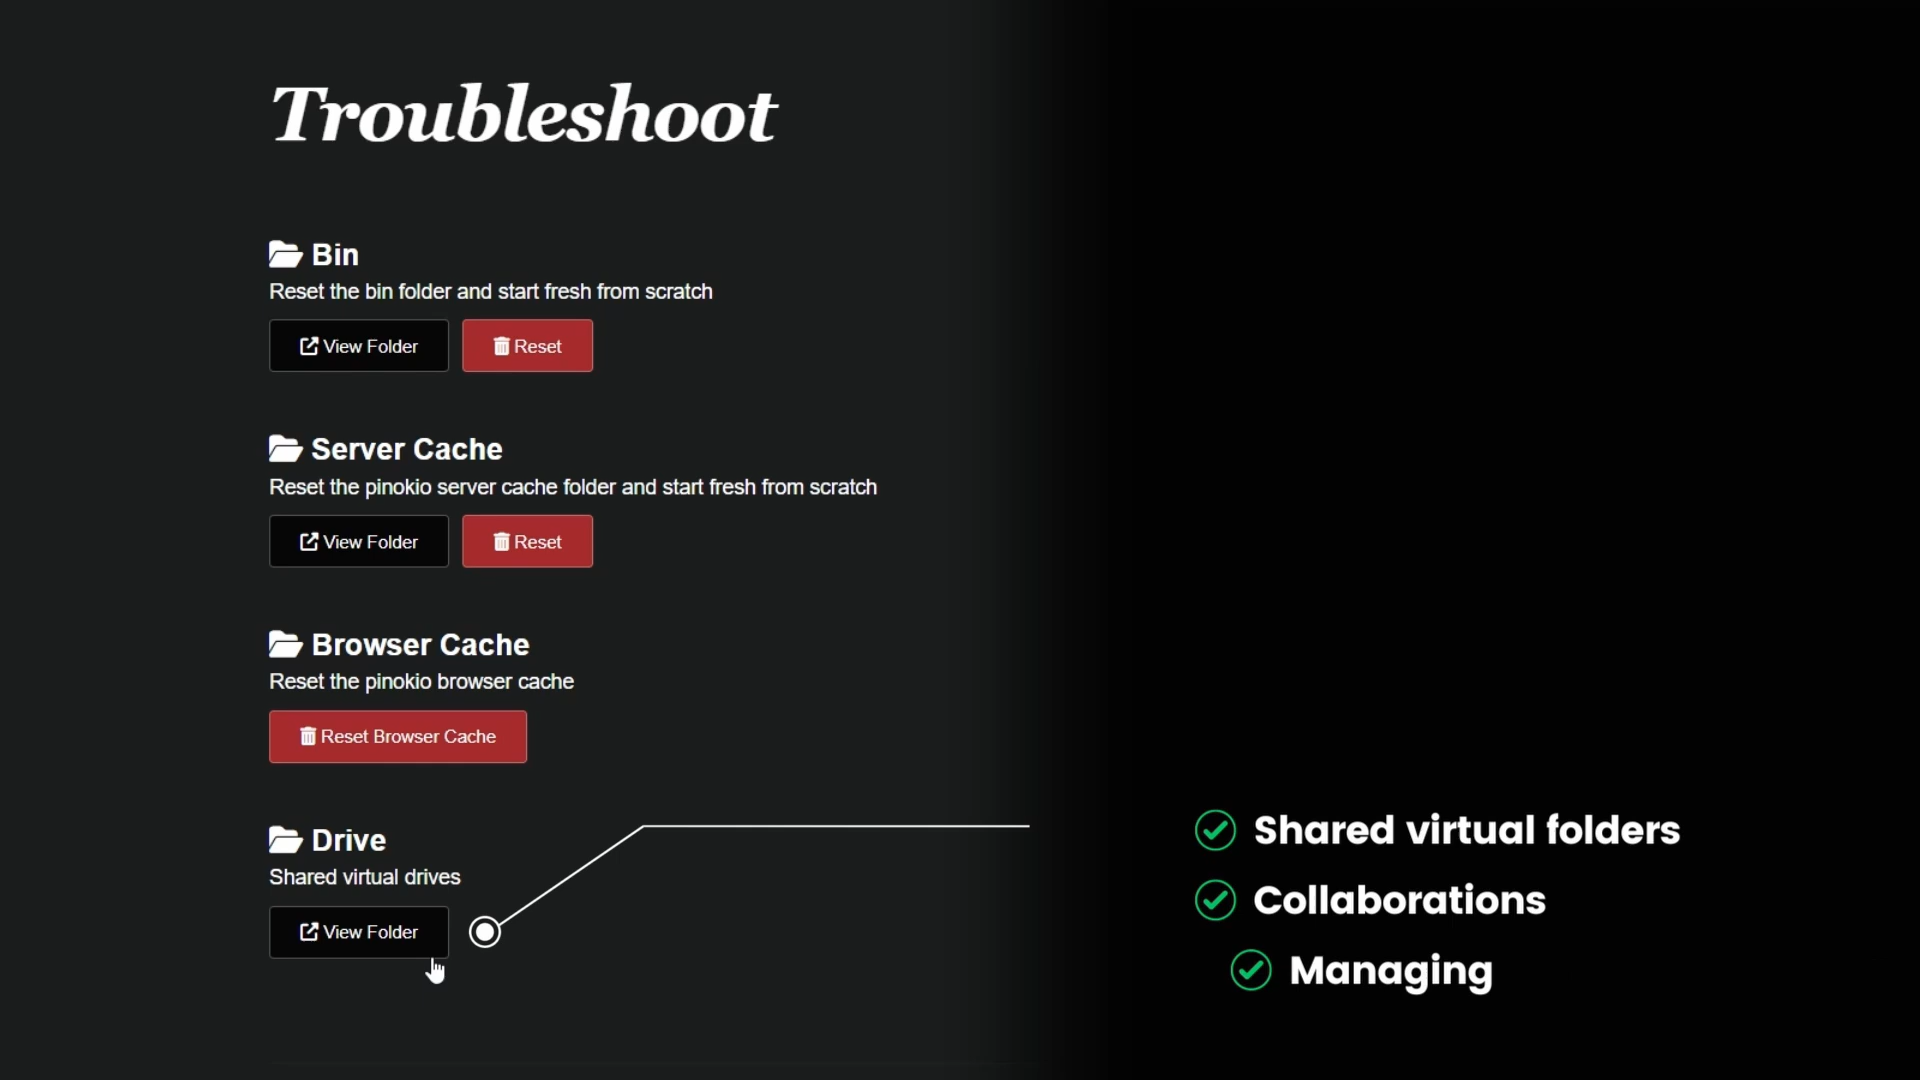 Troubleshoot
Bin
Reset the bin folder and start fresh from scratch
View Folder
Reset
Server Cache
Reset the pinokio server cache folder and start fresh from scratch
View Folder
Reset
Browser Cache
Reset the pinokio browser cache
Reset Browser Cache
Drive
Shared virtual drives
View Folder
Shared virtual folders
Collaborations
Managing